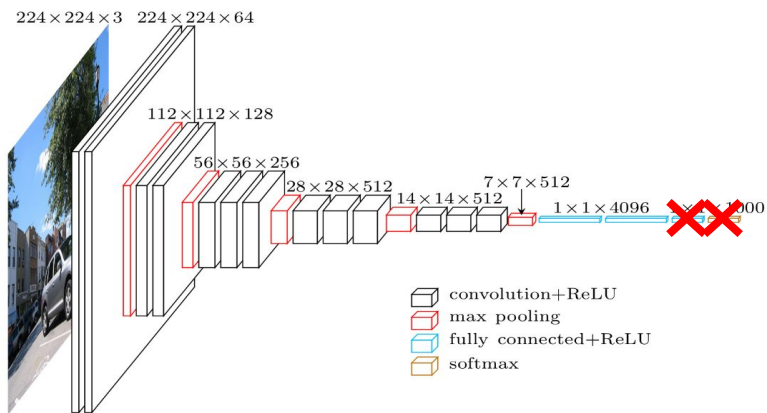 224×224×3
224×224×64
112×112×128
56×56×256
28×28×512
14×14×512
7×7×512
1×1×4096
convolution+ReLU
max pooling
fully connected+ReLU
softmax